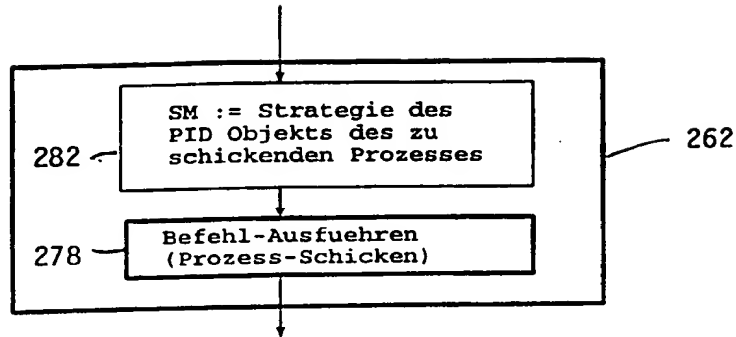 SM := Strategie des
PID Objekts des zu
schickenden Prozesses
282
262
Befehl-Ausfuehren
(Prozess-Schicken)
278